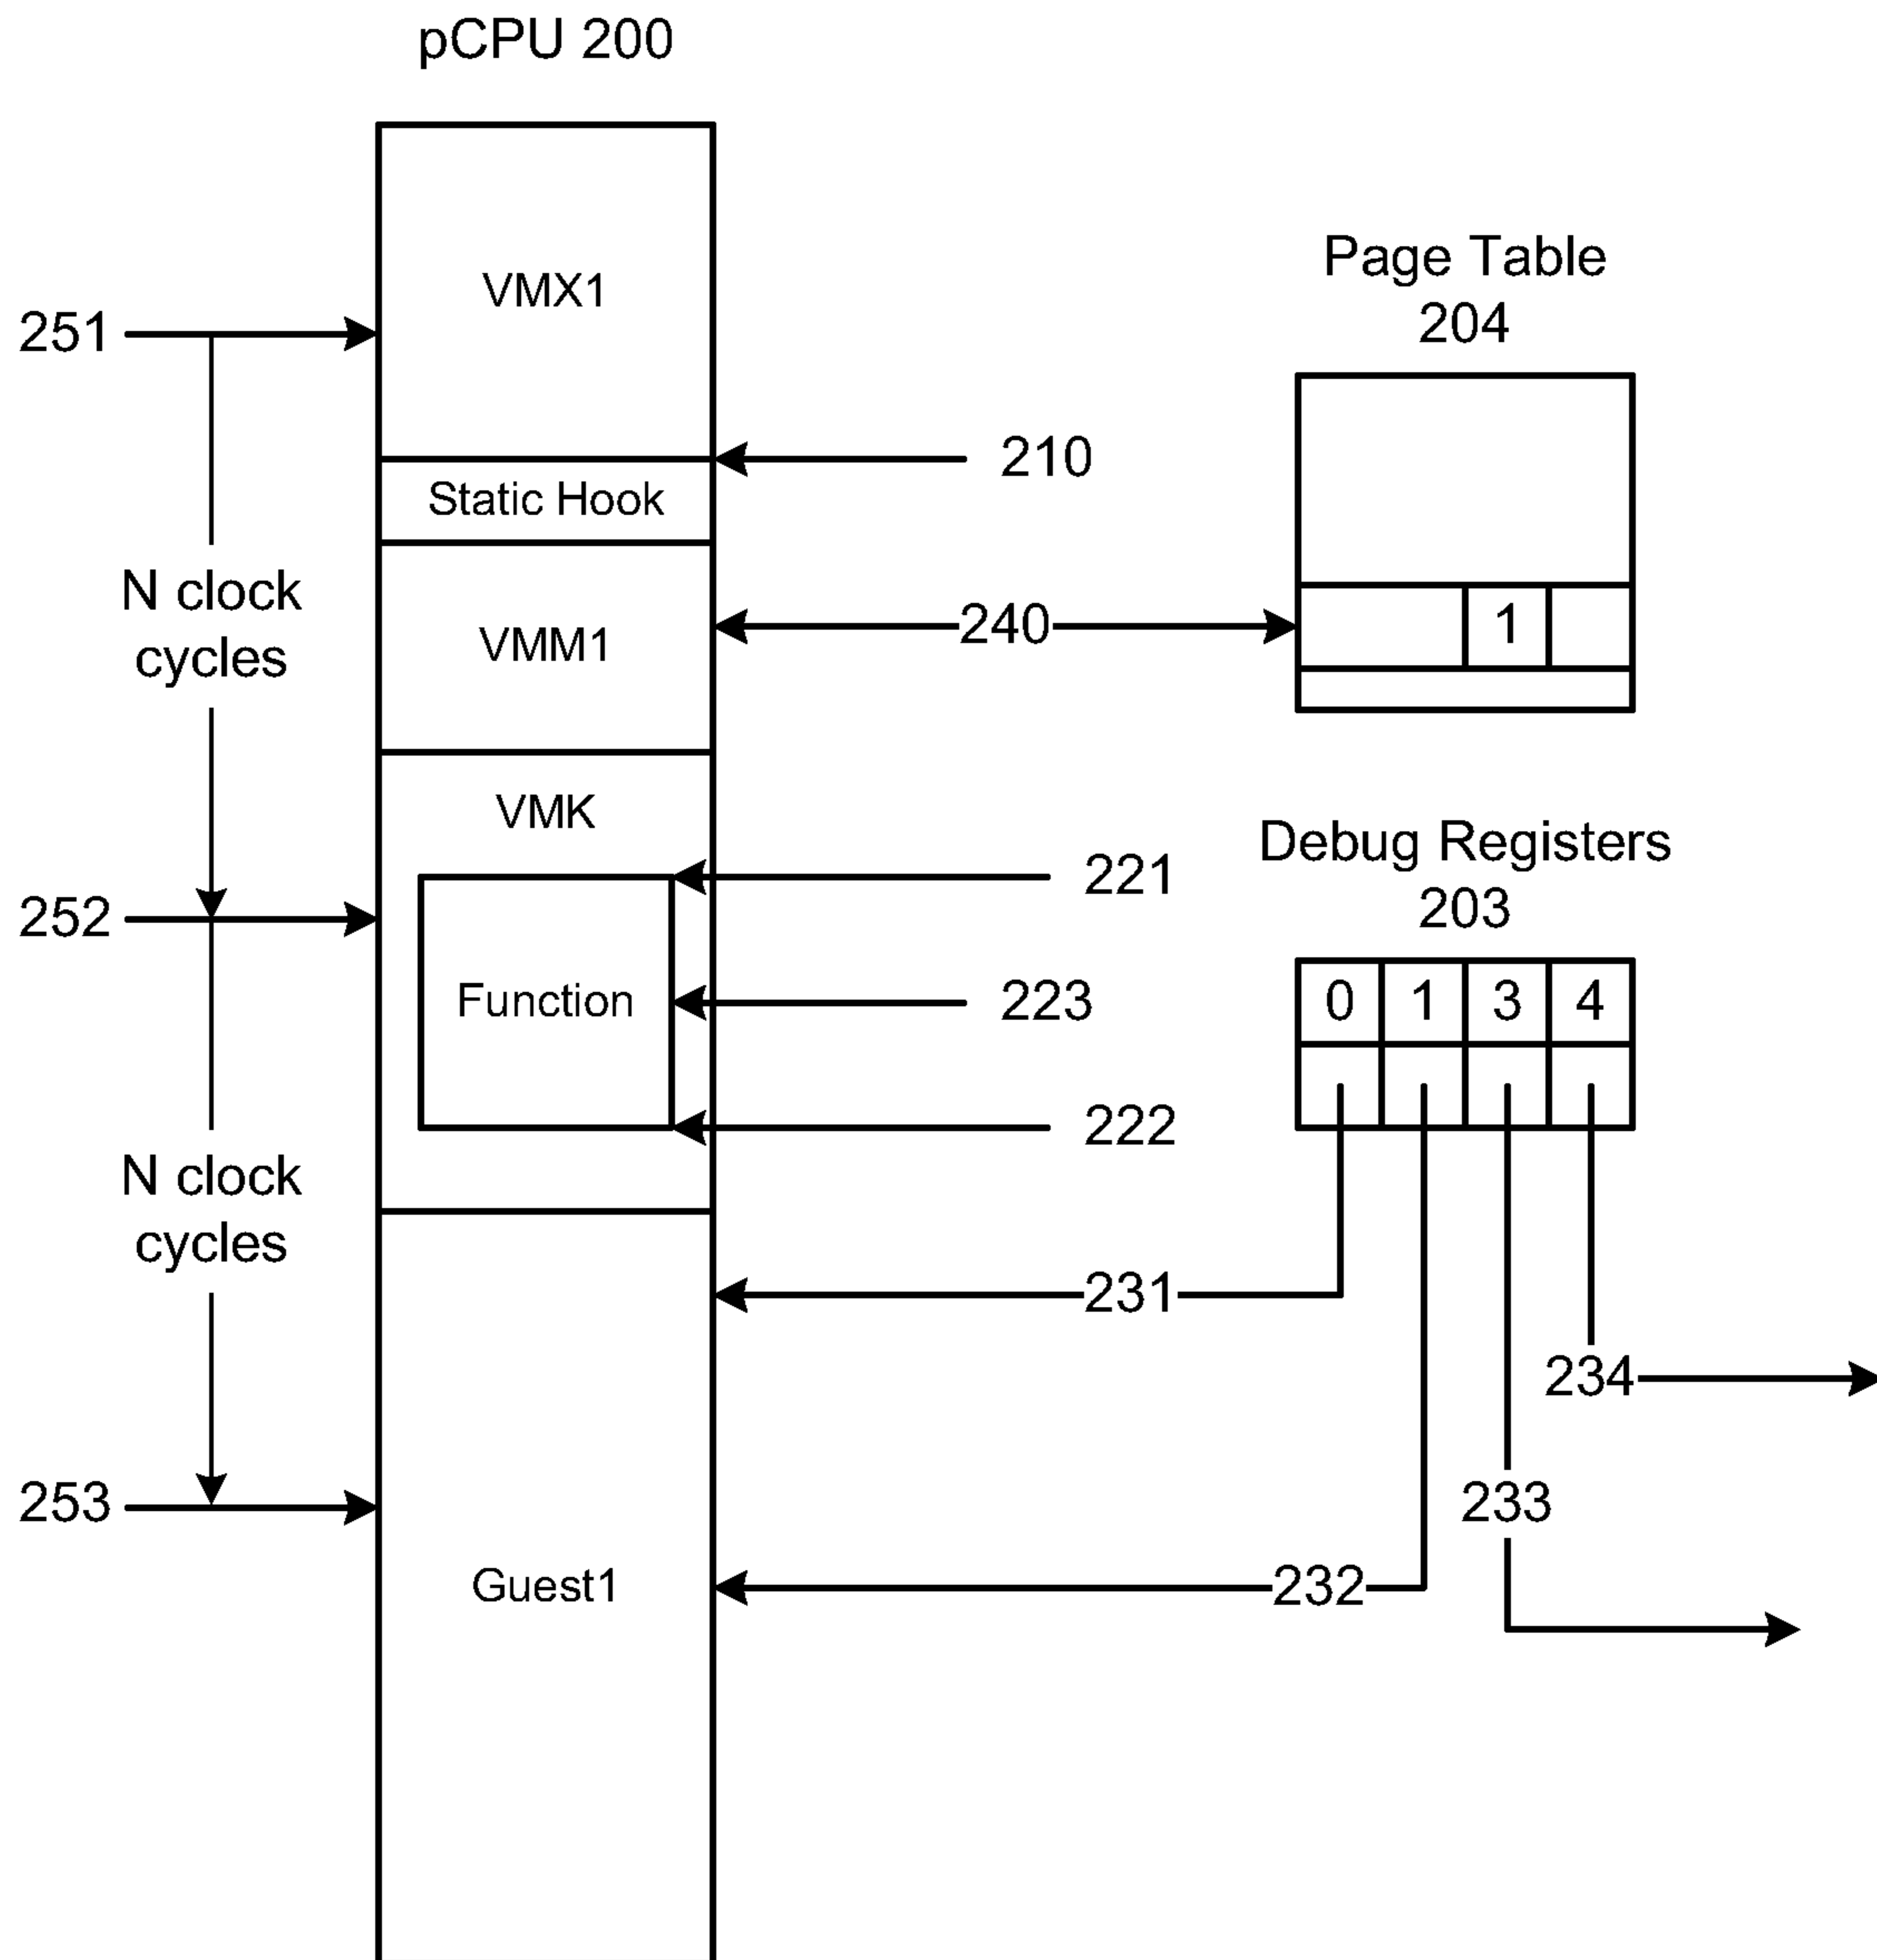 pCPU 200
VMX1
Page Table
204
251
210
Static Hook
N clock
cycles
VMM1
240
1
VMK
Debug Registers
203
221
252
Function
223
0 1 3 4
222
N clock
cycles
231
234
253
233
Guest1
232